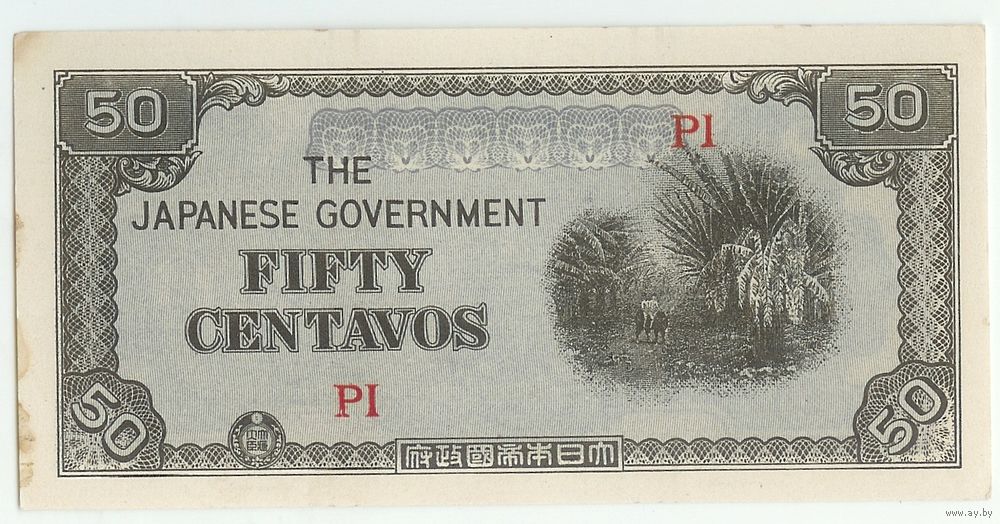 50
50
PI
THE
JAPANESE GOVERNMENT
FIFTY
CENTAVOS
PI
50
50
府政國帝本日大
www.ay.by